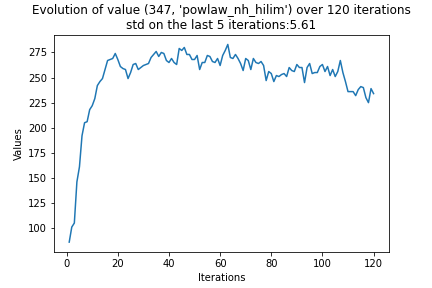 Evolution of value (347, 'powlaw_nh_hilim') over 120 iterations
std on the last 5 iterations:5.61
275
250
225
200
175
150
125
100
Values
0 20 40 60 80 100 120
Iterations